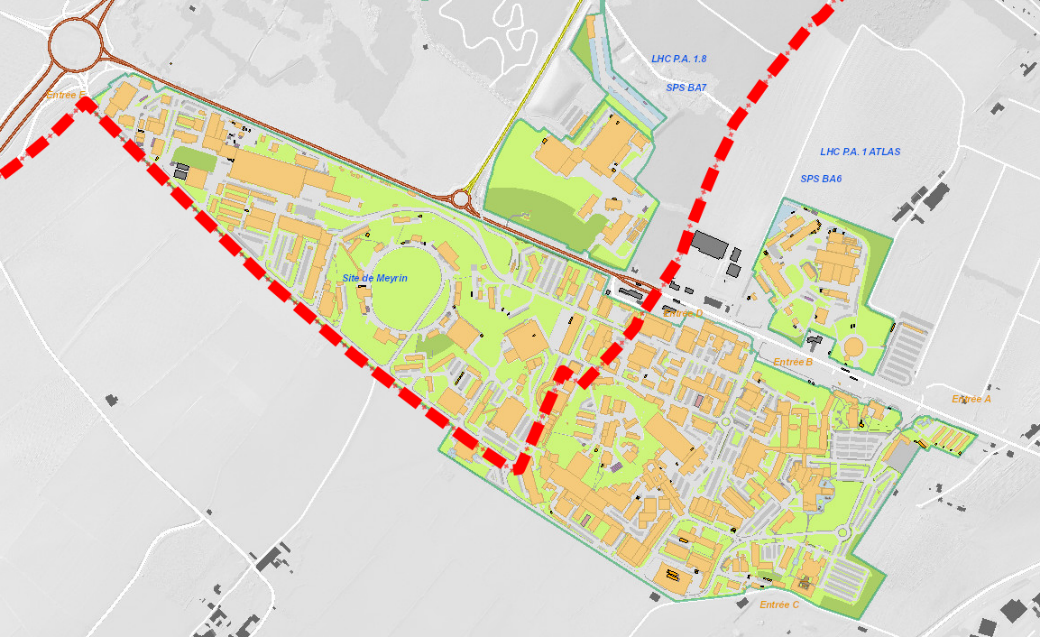 LHC P.A. 1.8
SPS BA7
Entrée E
LHC P.A. 1 ATLAS
SPS BA6
Site de Meyrin
Entrée D
Entrée B
Entrée A
Entrée C